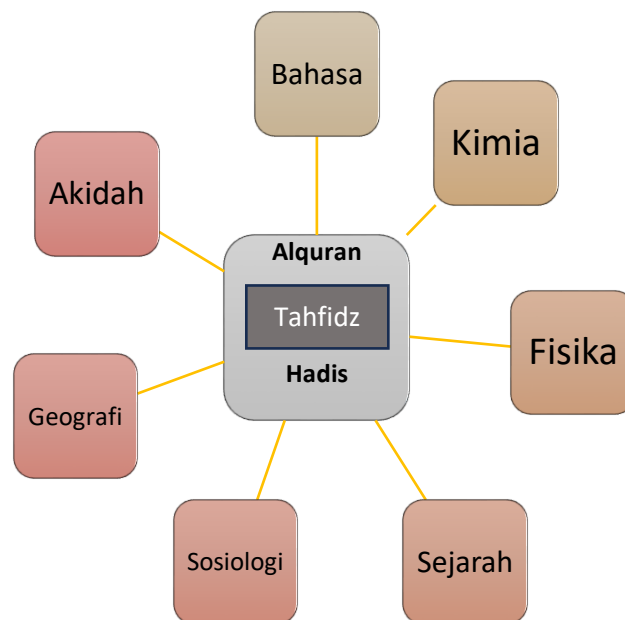 Bahasa
Kimia
Akidah
Alquran
Tahfidz
Hadis
Fisika
Geografi
Sosiologi
Sejarah